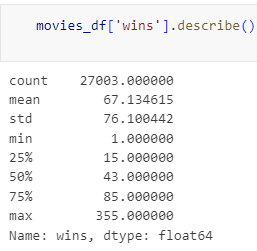 movies_df['wins'].describe()
count    27003.000000
mean        67.134615
std         76.100442
min          1.000000
25%         15.000000
50%         43.000000
75%         85.000000
max        355.000000
Name: wins, dtype: float64